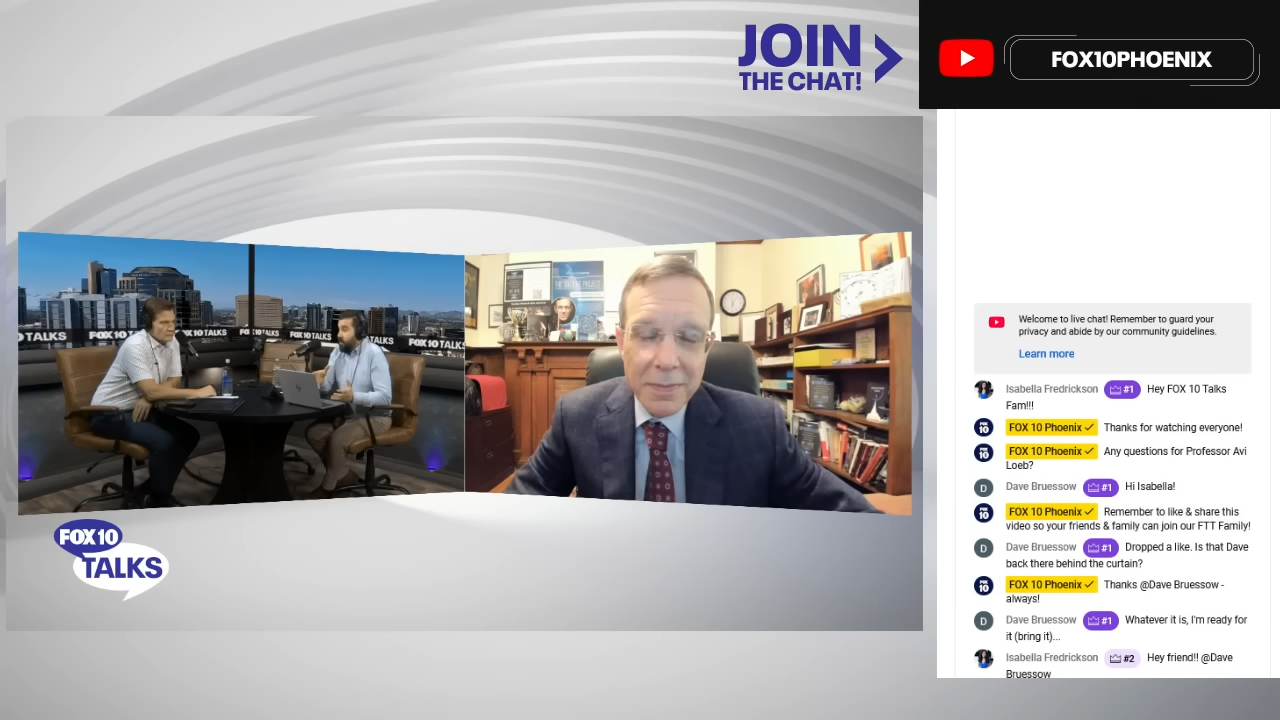 JOIN
THE CHAT!
FOX10PHOENIX
TALKS
FOX10 TALKS
FOX10 TALKS
FOX10 TALKS
FOX10
TALKS
Welcome to live chat! Remember to guard your
privacy and abide by our community guidelines.
Learn more
Isabella Fredrickson #1 Hey FOX 10 Talks
Fam!!!
FOX 10 Phoenix Thanks for watching everyone!
FOX 10 Phoenix Any questions for Professor Avi
Loeb?
D Dave Bruessow #1 Hi Isabella!
FOX 10 Phoenix Remember to like & share this
video so your friends & family can join our FTT Family!
D Dave Bruessow #1 Dropped a like. Is that Dave
back there behind the curtain?
FOX 10 Phoenix Thanks @Dave Bruessow -
always!
D Dave Bruessow #1 Whatever it is, I'm ready for
it (bring it)...
Isabella Fredrickson #2 Hey friend!! @Dave
Bruessow